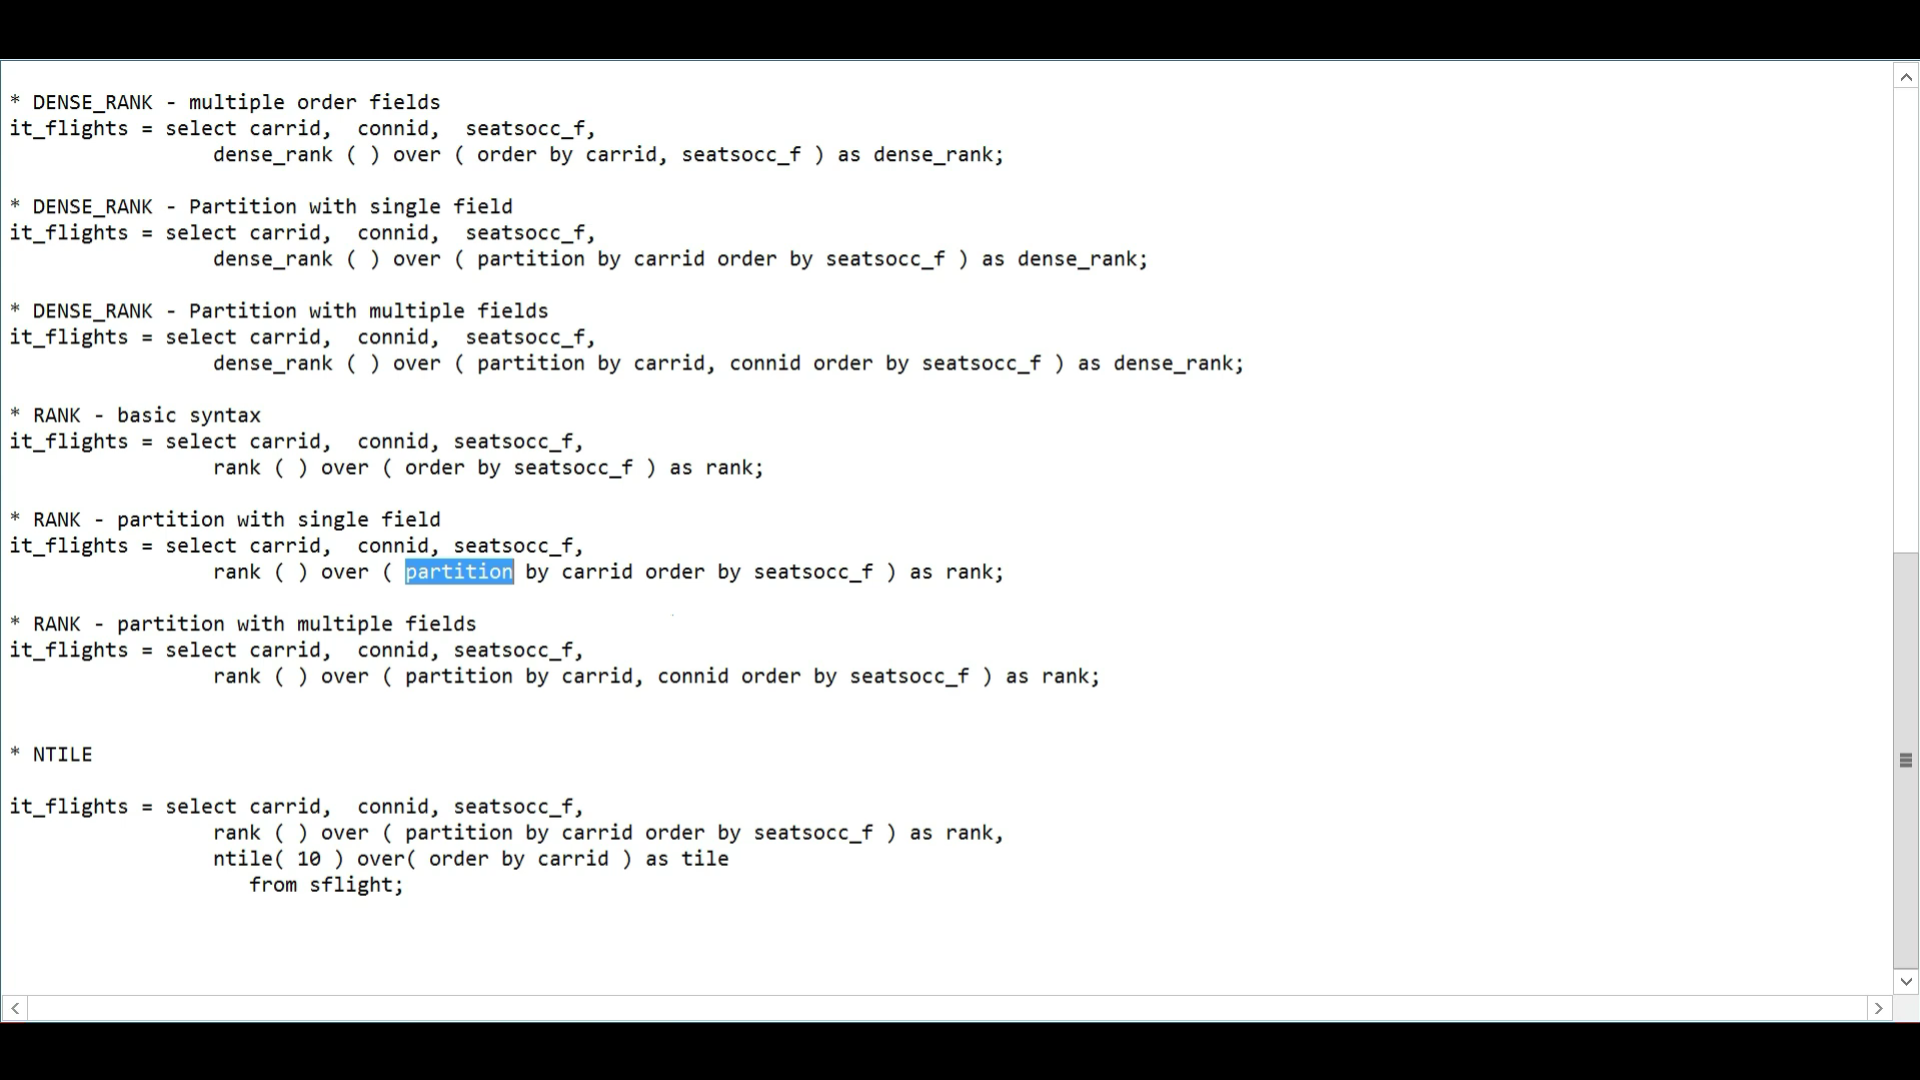 * DENSE_RANK - multiple order fields
it_flights = select carrid,  connid,  seatsocc_f,
                 dense_rank ( ) over ( order by carrid, seatsocc_f ) as dense_rank;
* DENSE_RANK - Partition with single field
it_flights = select carrid,  connid,  seatsocc_f,
                 dense_rank ( ) over ( partition by carrid order by seatsocc_f ) as dense_rank;
* DENSE_RANK - Partition with multiple fields
it_flights = select carrid,  connid,  seatsocc_f,
                 dense_rank ( ) over ( partition by carrid, connid order by seatsocc_f ) as dense_rank;
* RANK - basic syntax
it_flights = select carrid,  connid, seatsocc_f,
                 rank ( ) over ( order by seatsocc_f ) as rank;
* RANK - partition with single field
it_flights = select carrid,  connid, seatsocc_f,
                 rank ( ) over ( partition by carrid order by seatsocc_f ) as rank;
* RANK - partition with multiple fields
it_flights = select carrid,  connid, seatsocc_f,
                 rank ( ) over ( partition by carrid, connid order by seatsocc_f ) as rank;
* NTILE
it_flights = select carrid,  connid, seatsocc_f,
                 rank ( ) over ( partition by carrid order by seatsocc_f ) as rank,
                 ntile( 10 ) over( order by carrid ) as tile
                    from sflight;